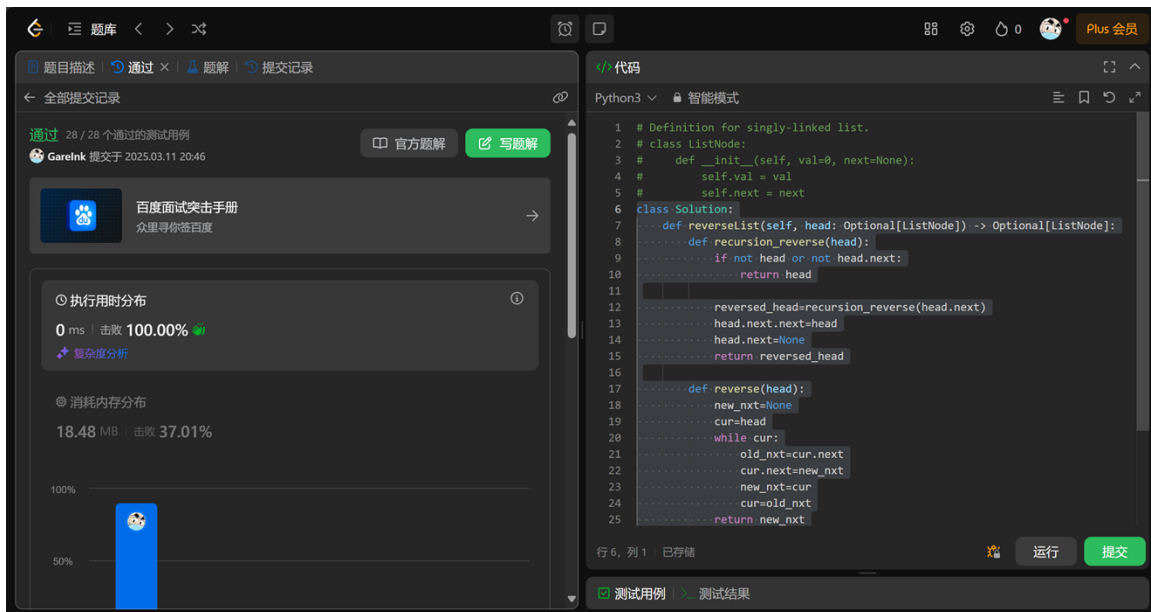 题库
0
Plus 会员
题目描述 通过 题解 提交记录
全部提交记录
通过 28 / 28 个通过的测试用例
GareInk 提交于 2025.03.11 20:46
官方题解
写题解
百度面试突击手册
众里寻你签百度
执行用时分布
0 ms 击败 100.00%
复杂度分析
消耗内存分布
18.48 MB 击败 37.01%
100%
50%
</>代码
Python3 智能模式
1 # Definition for singly-linked list.
2 # class ListNode:
3 #     def __init__(self, val=0, next=None):
4 #         self.val = val
5 #         self.next = next
6 class Solution:
7     def reverseList(self, head: Optional[ListNode]) -> Optional[ListNode]:
8         def recursion_reverse(head):
9             if not head or not head.next:
10                 return head
11
12             reversed_head=recursion_reverse(head.next)
13             head.next.next=head
14             head.next=None
15             return reversed_head
16
17         def reverse(head):
18             new_nxt=None
19             cur=head
20             while cur:
21                 old_nxt=cur.next
22                 cur.next=new_nxt
23                 new_nxt=cur
24                 cur=old_nxt
25             return new_nxt
行 6, 列 1 已存储
运行
提交
测试用例 >_ 测试结果